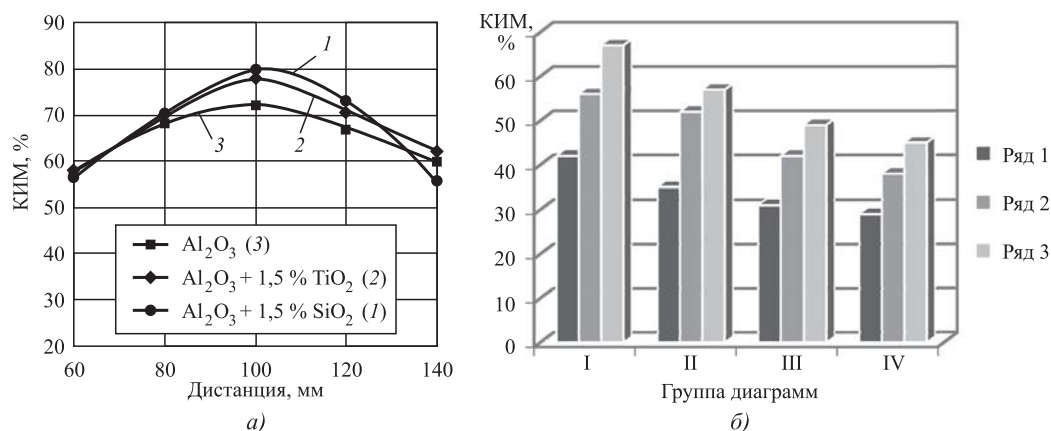 КИМ, %
90
80
70
60
50
40
30
20
60
80
100
120
140
1
2
3
Al₂O₃ (3)
Al₂O₃ + 1,5 % TiO₂ (2)
Al₂O₃ + 1,5 % SiO₂ (1)
Дистанция, мм
а)
КИМ,
%
60
50
40
30
20
10
0
I
II
III
IV
Группа диаграмм
Ряд 1
Ряд 2
Ряд 3
б)